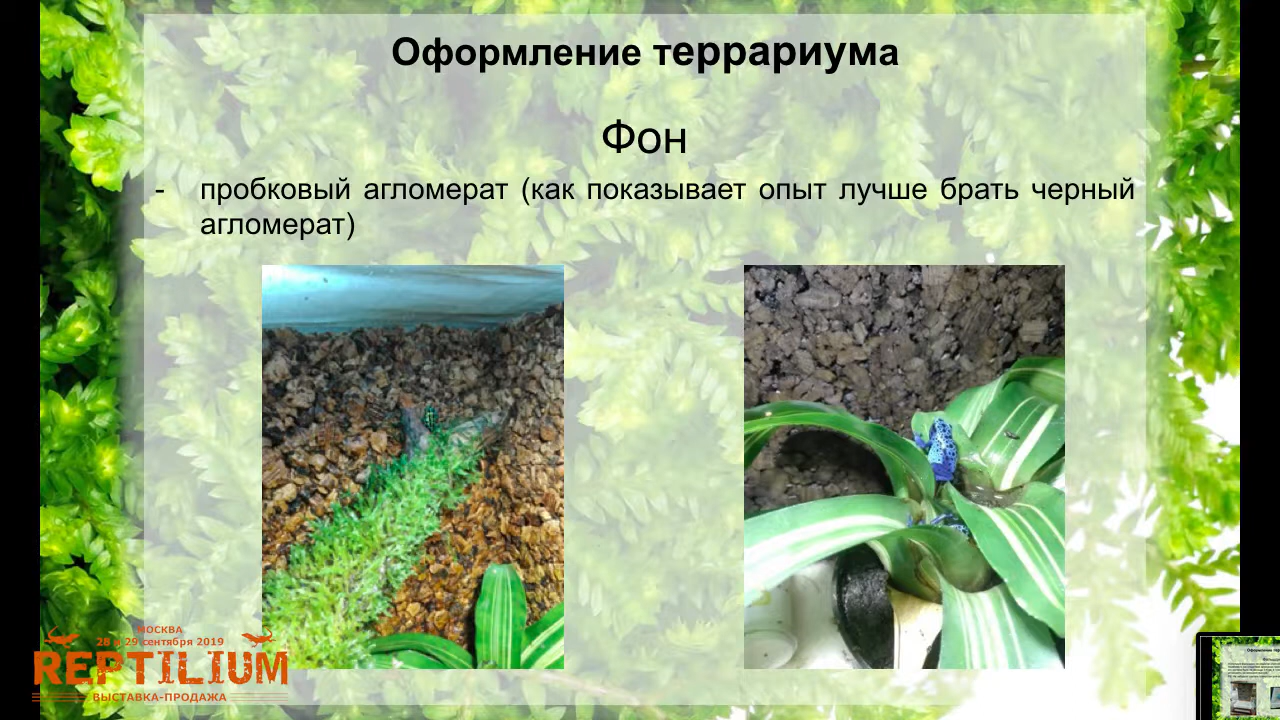 Оформление террариума
Фон
- пробковый агломерат (как показывает опыт лучше брать черный
агломерат)
МОСКВА
28 и 29 сентября 2019
REPTILIUM
ВЫСТАВКА-ПРОДАЖА